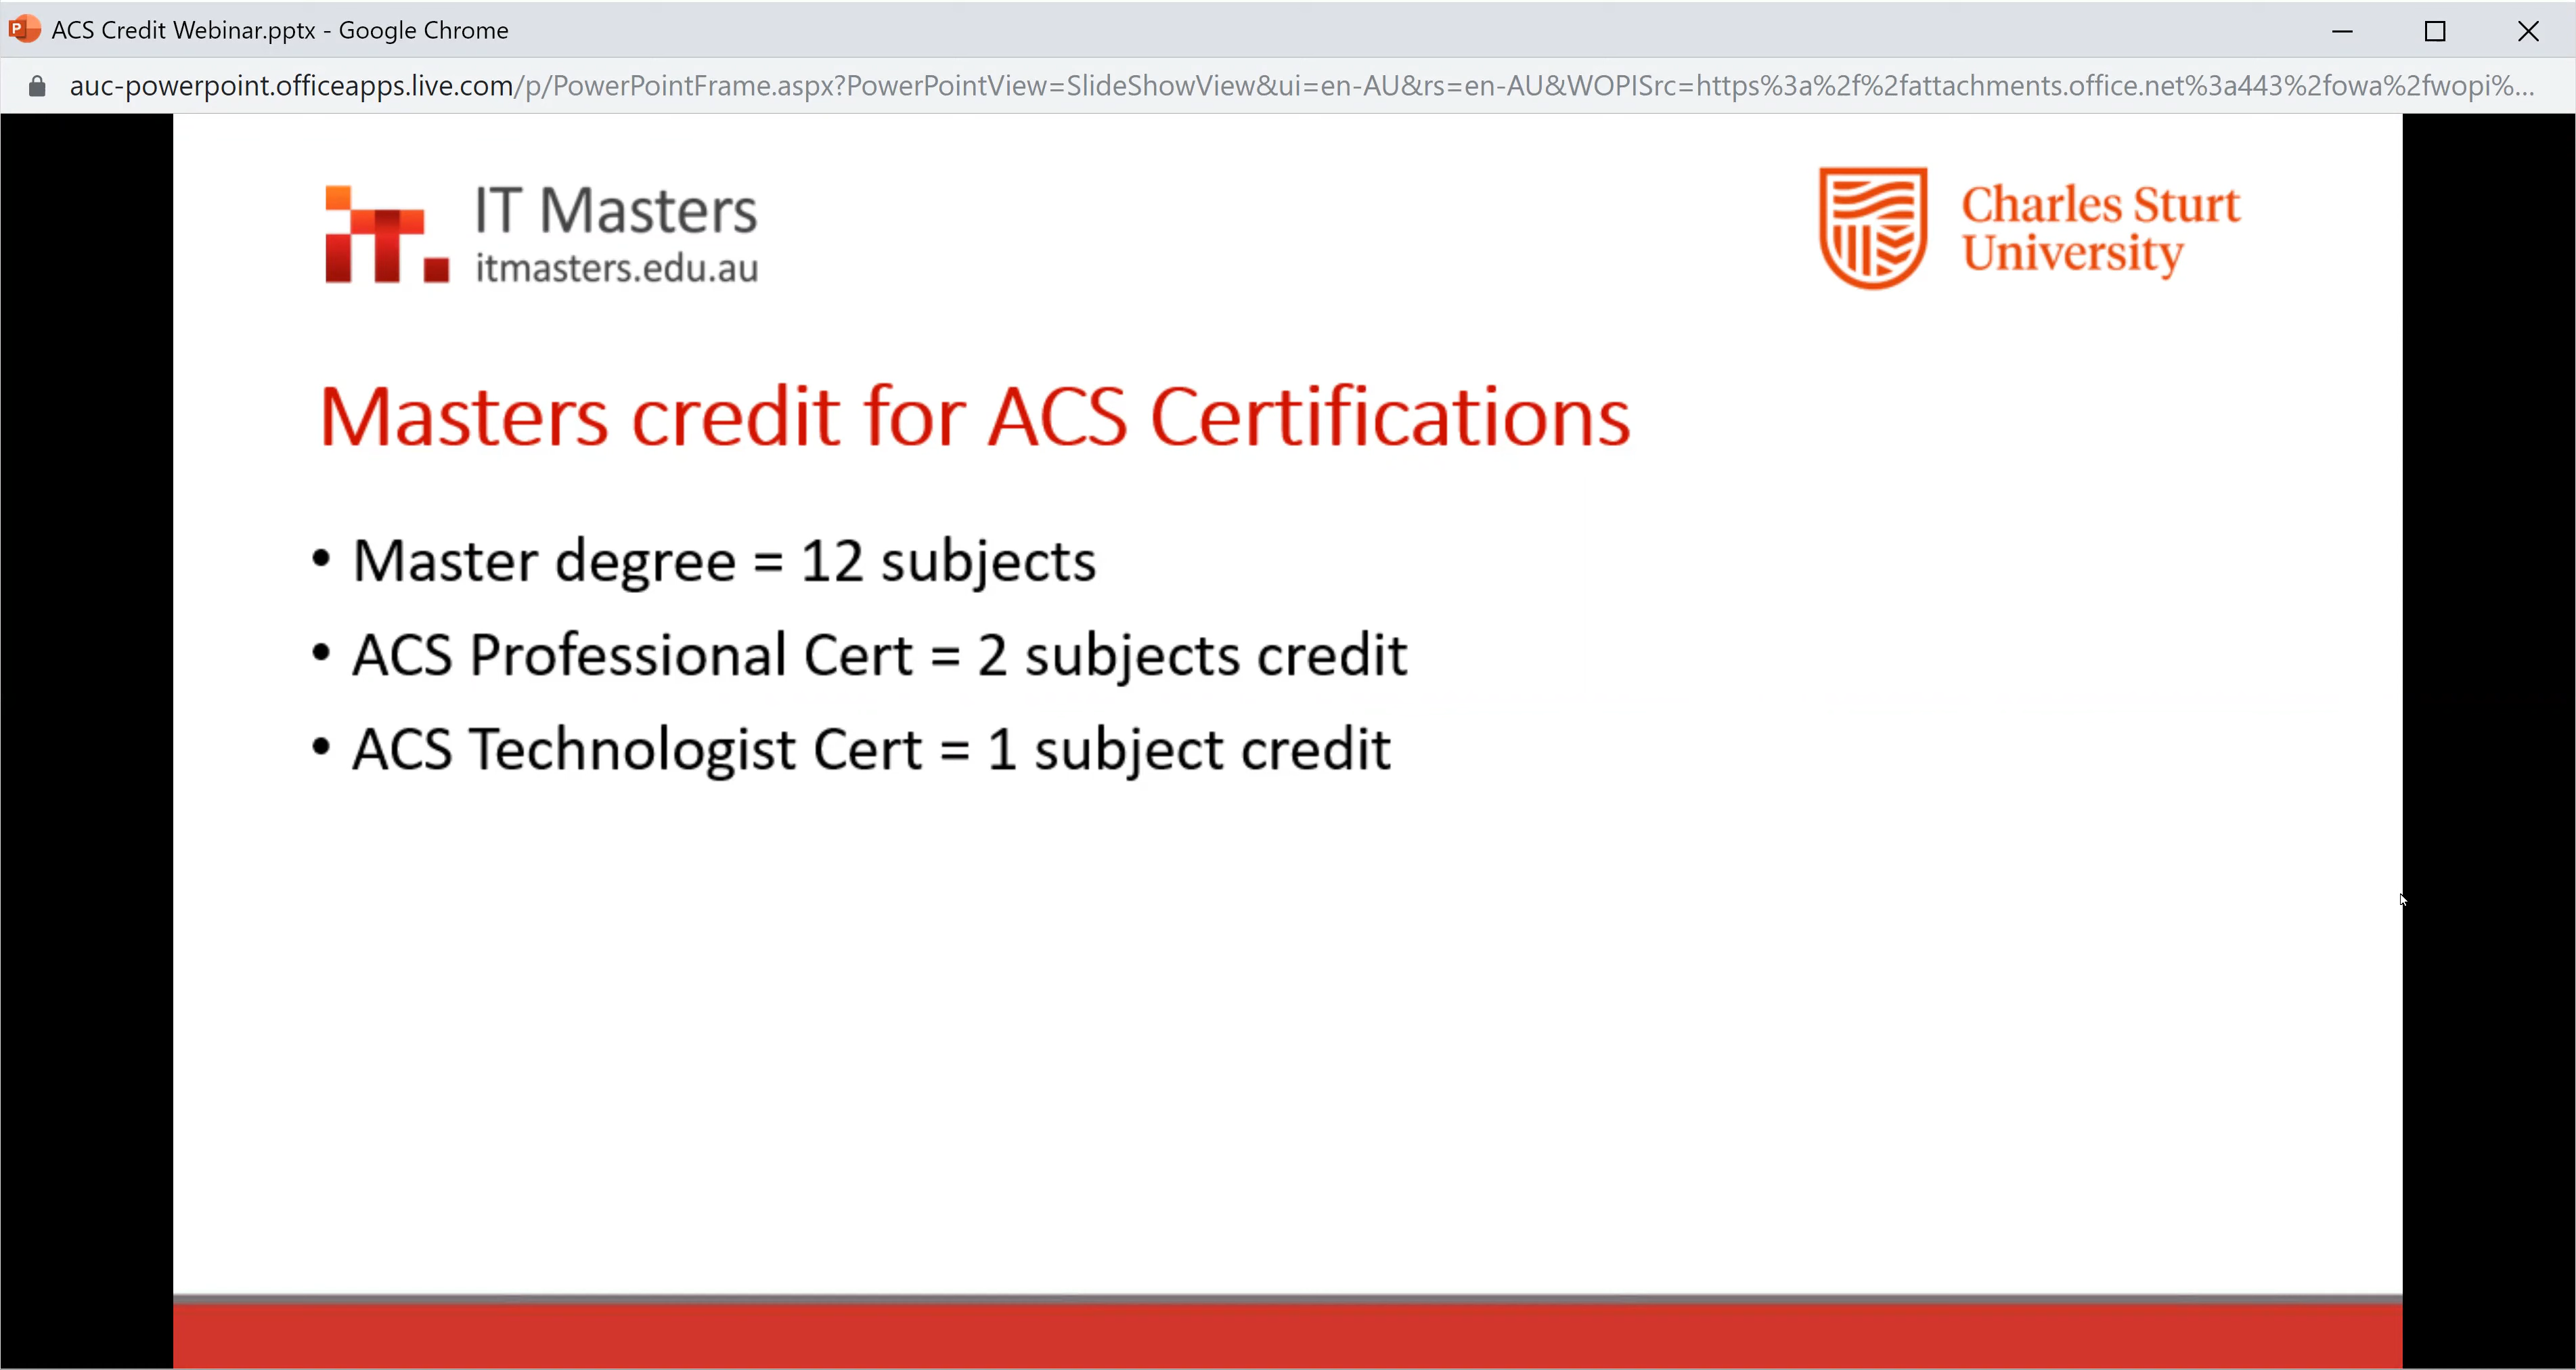 ACS Credit Webinar.pptx - Google Chrome
auc-powerpoint.officeapps.live.com/p/PowerPointFrame.aspx?PowerPointView=SlideShowView&ui=en-AU&rs=en-AU&WOPISrc=https%3a%2f%2fattachments.office.net%3a443%2fowa%2fwopi%...
IT Masters
itmasters.edu.au
Charles Sturt
University
Masters credit for ACS Certifications
• Master degree = 12 subjects
• ACS Professional Cert = 2 subjects credit
• ACS Technologist Cert = 1 subject credit